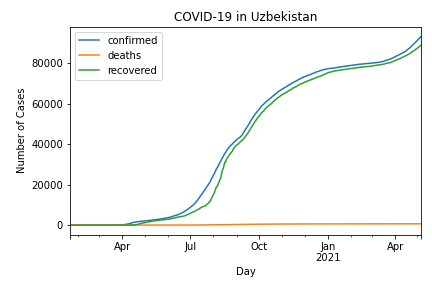 COVID-19 in Uzbekistan
confirmed
deaths
recovered
Number of Cases
80000
60000
40000
20000
0
Apr
Jul
Oct
Jan
2021
Apr
Day